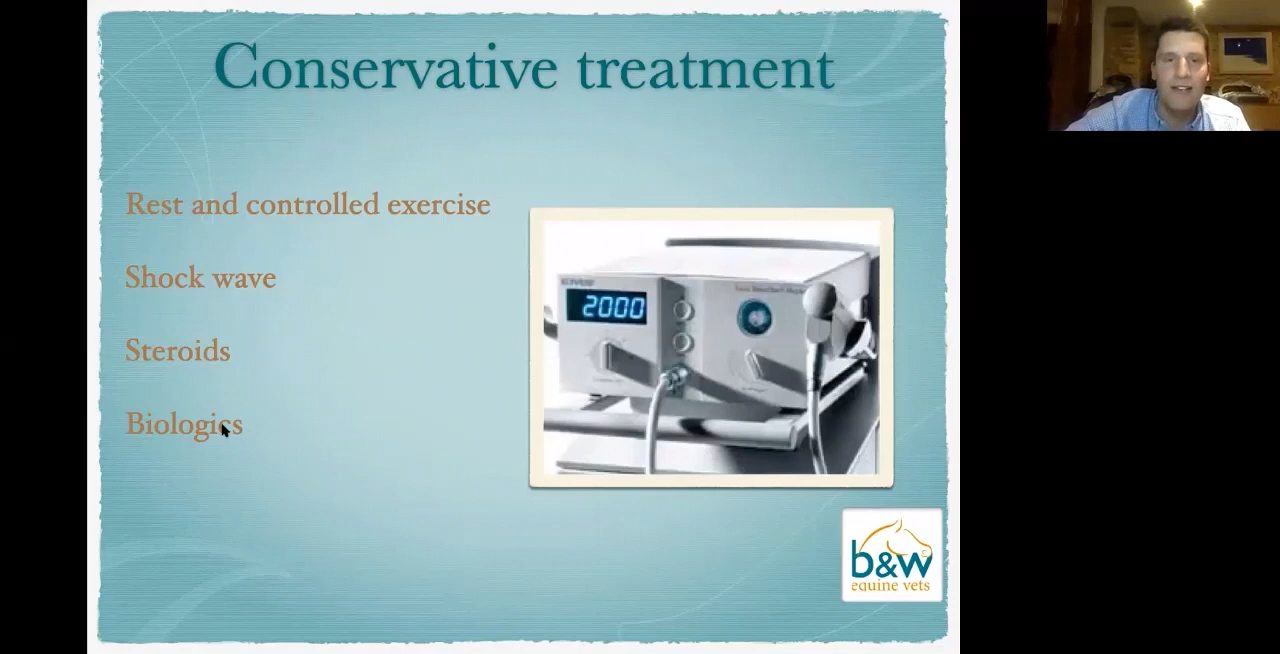 Conservative treatment
Rest and controlled exercise
Shock wave
Steroids
Biologics
2000
b&w
equine vets